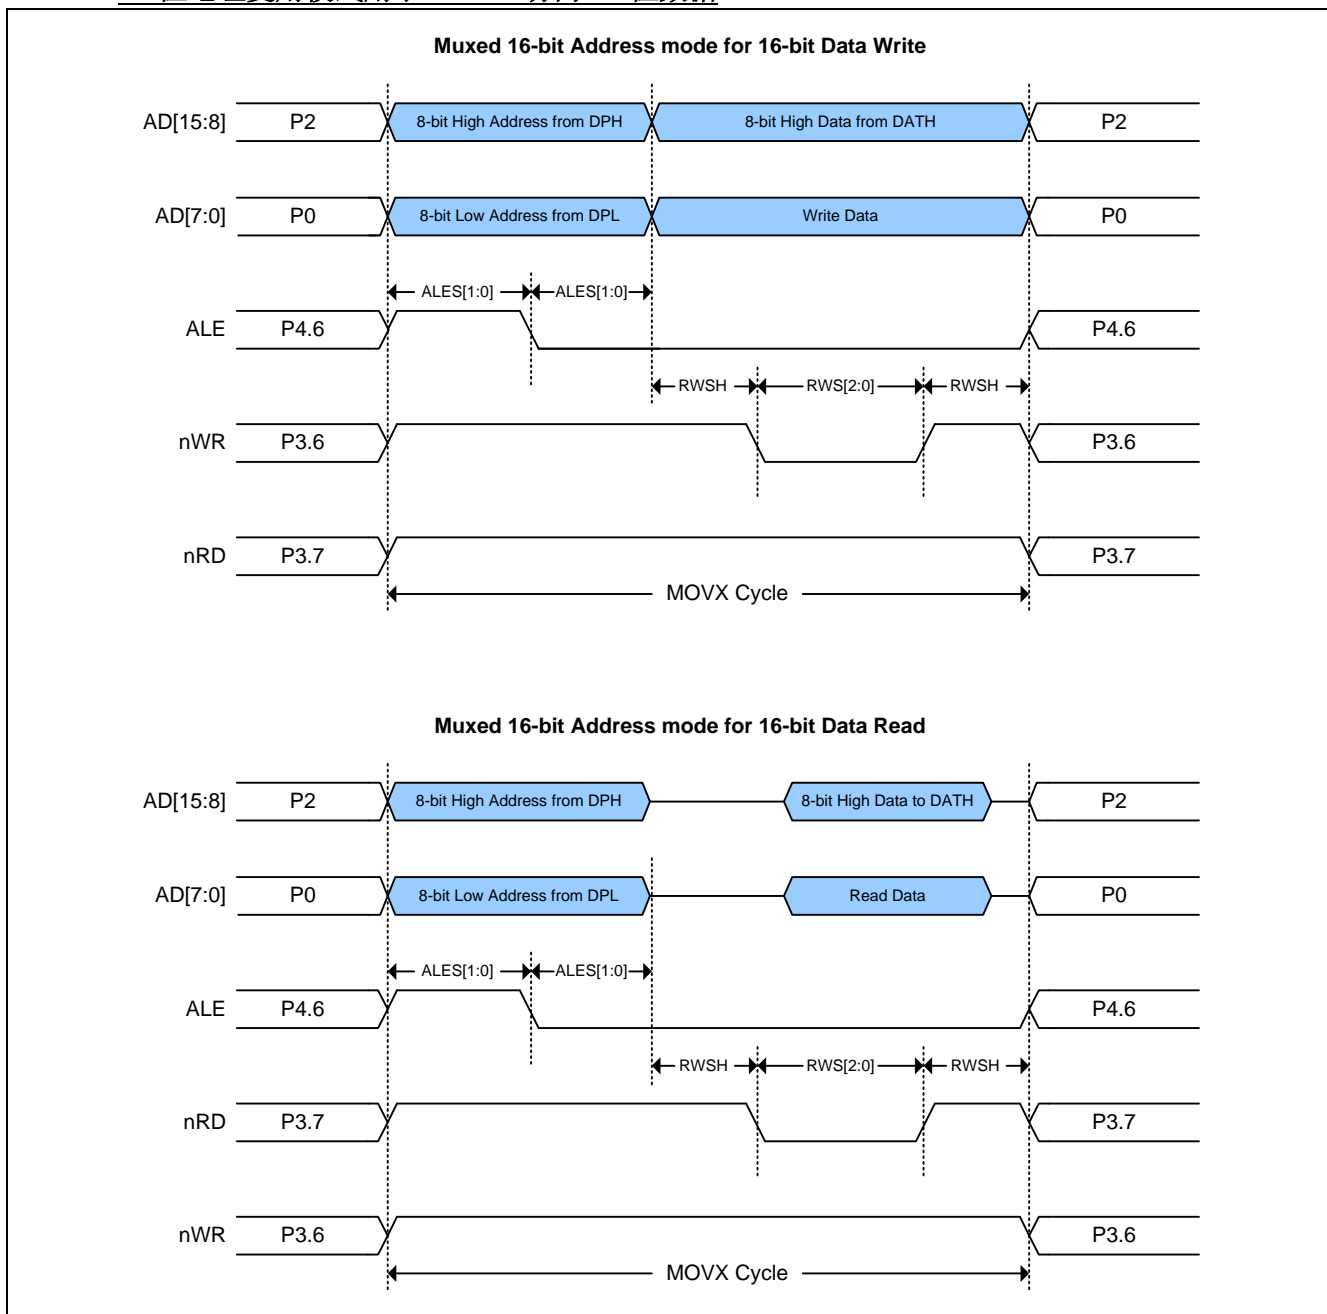 Muxed 16-bit Address mode for 16-bit Data Write
AD[15:8] P2 8-bit High Address from DPH 8-bit High Data from DATH P2
AD[7:0] P0 8-bit Low Address from DPL Write Data P0
ALES[1:0] ALES[1:0]
ALE P4.6 P4.6
RWSH RWS[2:0] RWSH
nWR P3.6 P3.6
nRD P3.7 P3.7
MOVX Cycle
Muxed 16-bit Address mode for 16-bit Data Read
AD[15:8] P2 8-bit High Address from DPH 8-bit High Data to DATH P2
AD[7:0] P0 8-bit Low Address from DPL Read Data P0
ALES[1:0] ALES[1:0]
ALE P4.6 P4.6
RWSH RWS[2:0] RWSH
nRD P3.7 P3.7
nWR P3.6 P3.6
MOVX Cycle